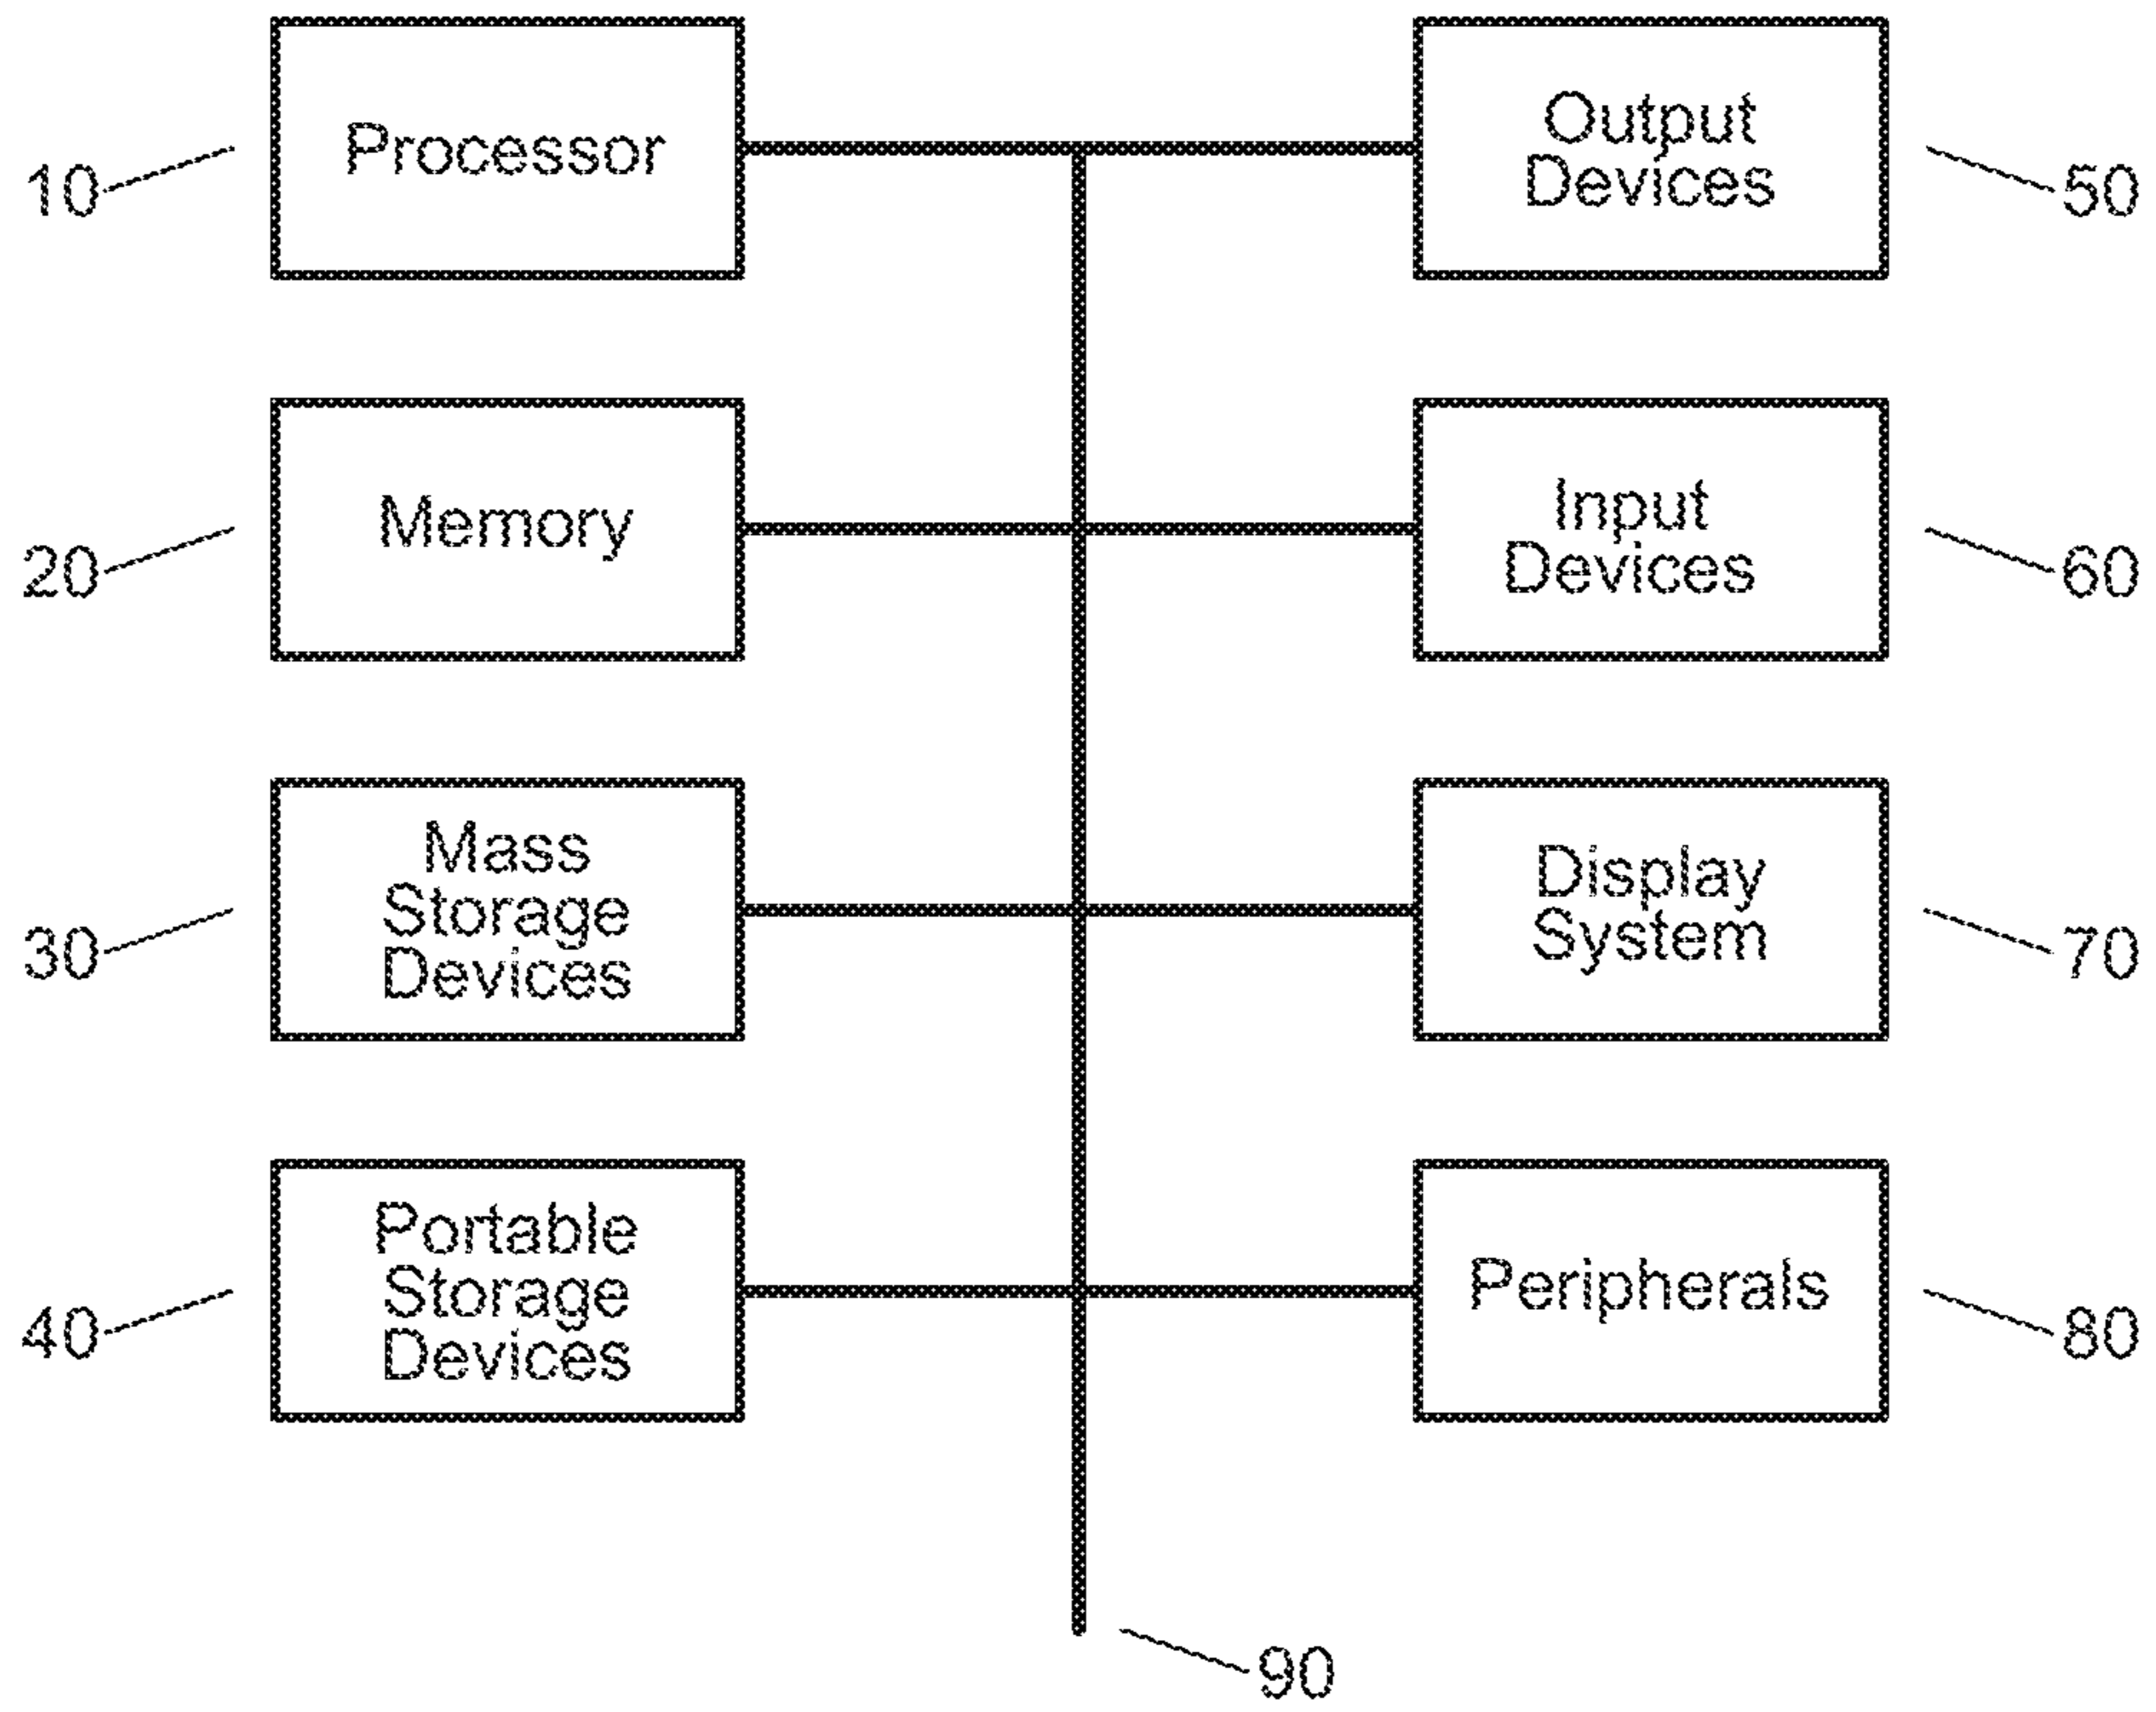 10
Processor
Output
Devices
50
20
Memory
Input
Devices
60
30
Mass
Storage
Devices
Display
System
70
40
Portable
Storage
Devices
Peripherals
80
90